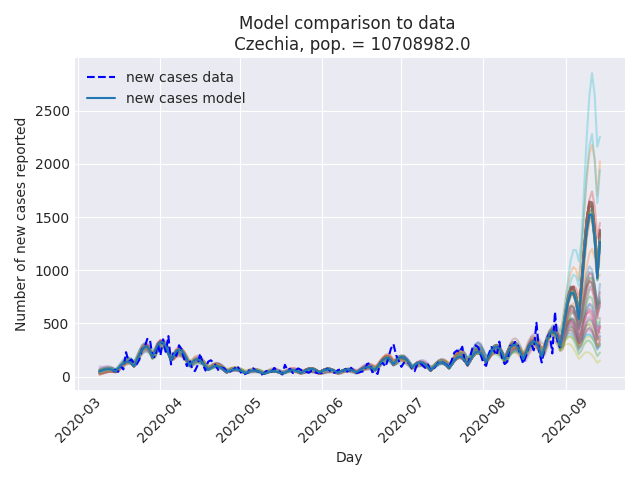 Model comparison to data
Czechia, pop. = 10708982.0
new cases data
new cases model
Number of new cases reported
2500
2000
1500
1000
500
0
2020-03
2020-04
2020-05
2020-06
2020-07
2020-08
2020-09
Day